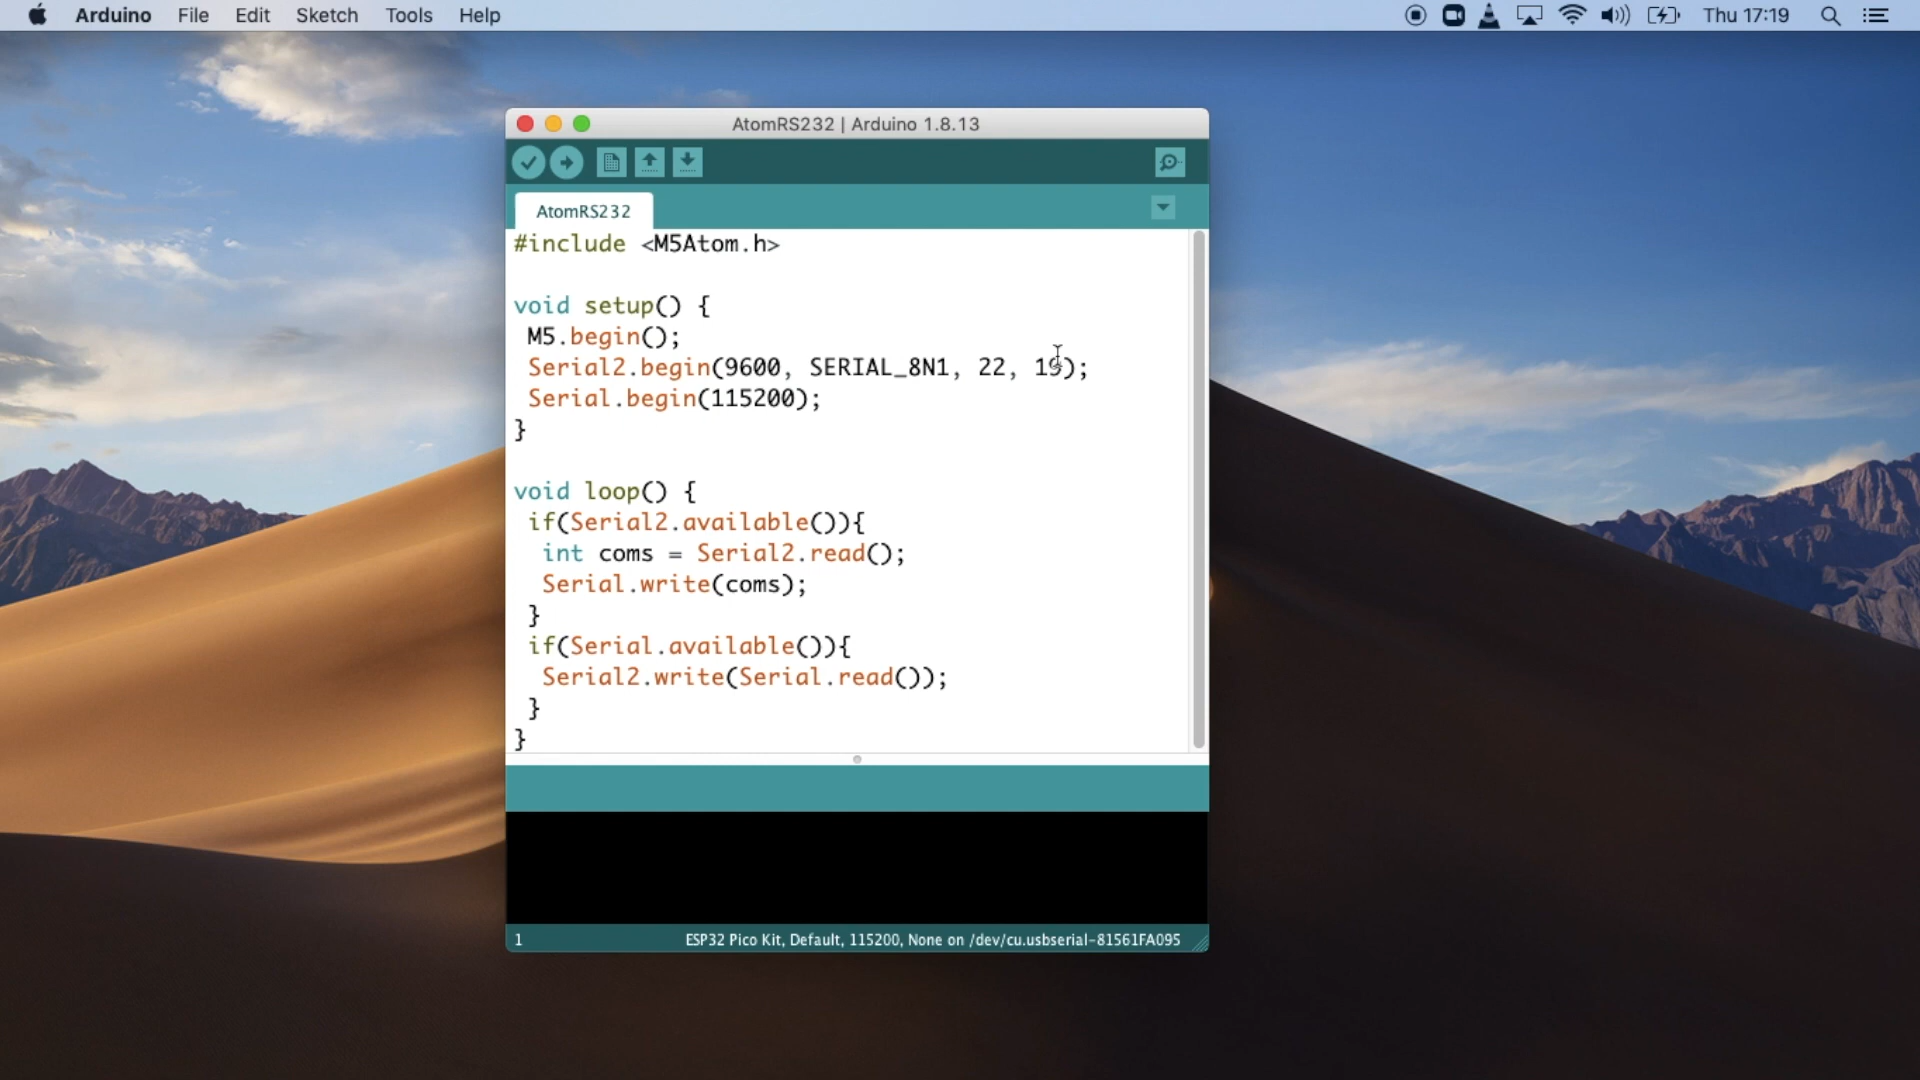 Arduino File Edit Sketch Tools Help Thu 17:19
AtomRS232 | Arduino 1.8.13
AtomRS232
#include <M5Atom.h>
void setup() {
M5.begin();
Serial2.begin(9600, SERIAL_8N1, 22, 19);
Serial.begin(115200);
}
void loop() {
if(Serial2.available()){
int coms = Serial2.read();
Serial.write(coms);
}
if(Serial.available()){
Serial2.write(Serial.read());
}
}
1 ESP32 Pico Kit, Default, 115200, None on /dev/cu.usbserial-81561FA095